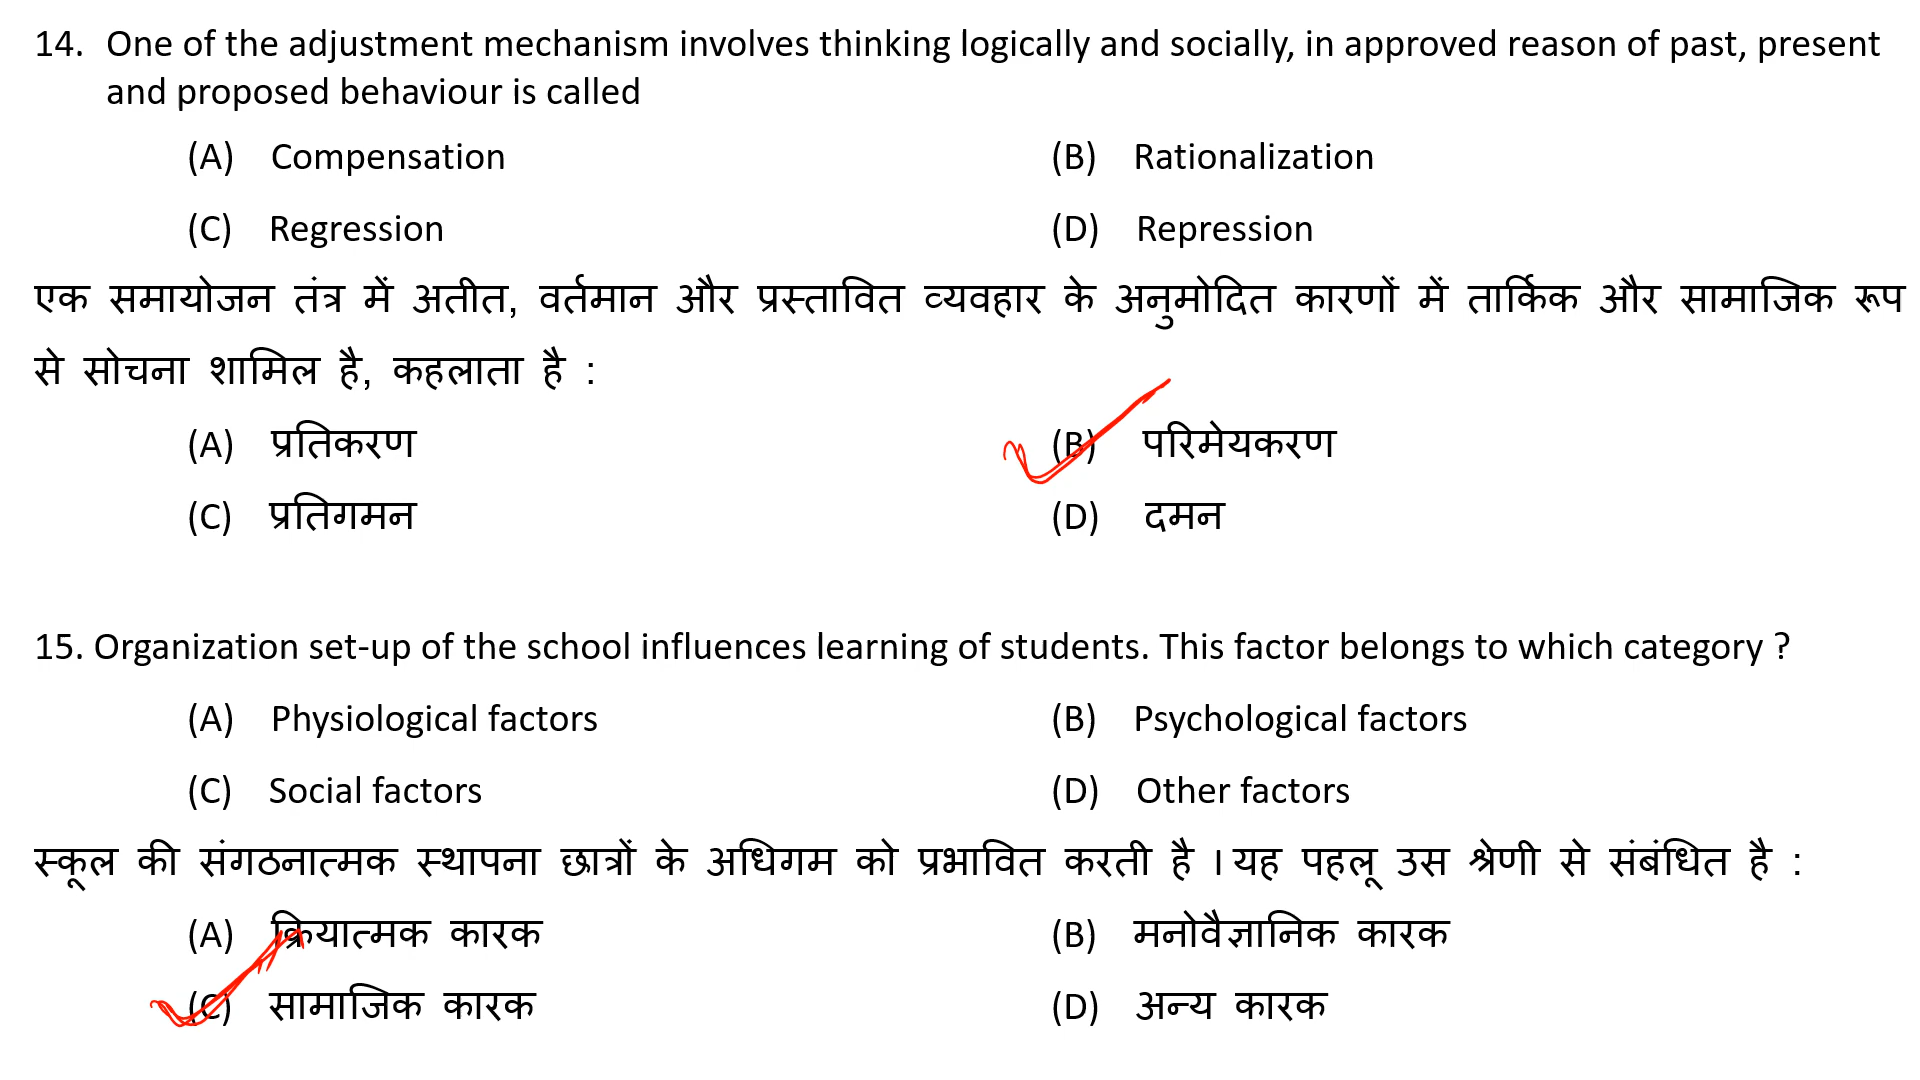 14. One of the adjustment mechanism involves thinking logically and socially, in approved reason of past, present
and proposed behaviour is called
(A) Compensation (B) Rationalization
(C) Regression (D) Repression
एक समायोजन तंत्र में अतीत, वर्तमान और प्रस्तावित व्यवहार के अनुमोदित कारणों में तार्किक और सामाजिक रूप
से सोचना शामिल है, कहलाता है :
(A) प्रतिकरण (B) परिमेयकरण
(C) प्रतिगमन (D) दमन
15. Organization set-up of the school influences learning of students. This factor belongs to which category ?
(A) Physiological factors (B) Psychological factors
(C) Social factors (D) Other factors
स्कूल की संगठनात्मक स्थापना छात्रों के अधिगम को प्रभावित करती है । यह पहलू उस श्रेणी से संबंधित है :
(A) क्रियात्मक कारक (B) मनोवैज्ञानिक कारक
(C) सामाजिक कारक (D) अन्य कारक